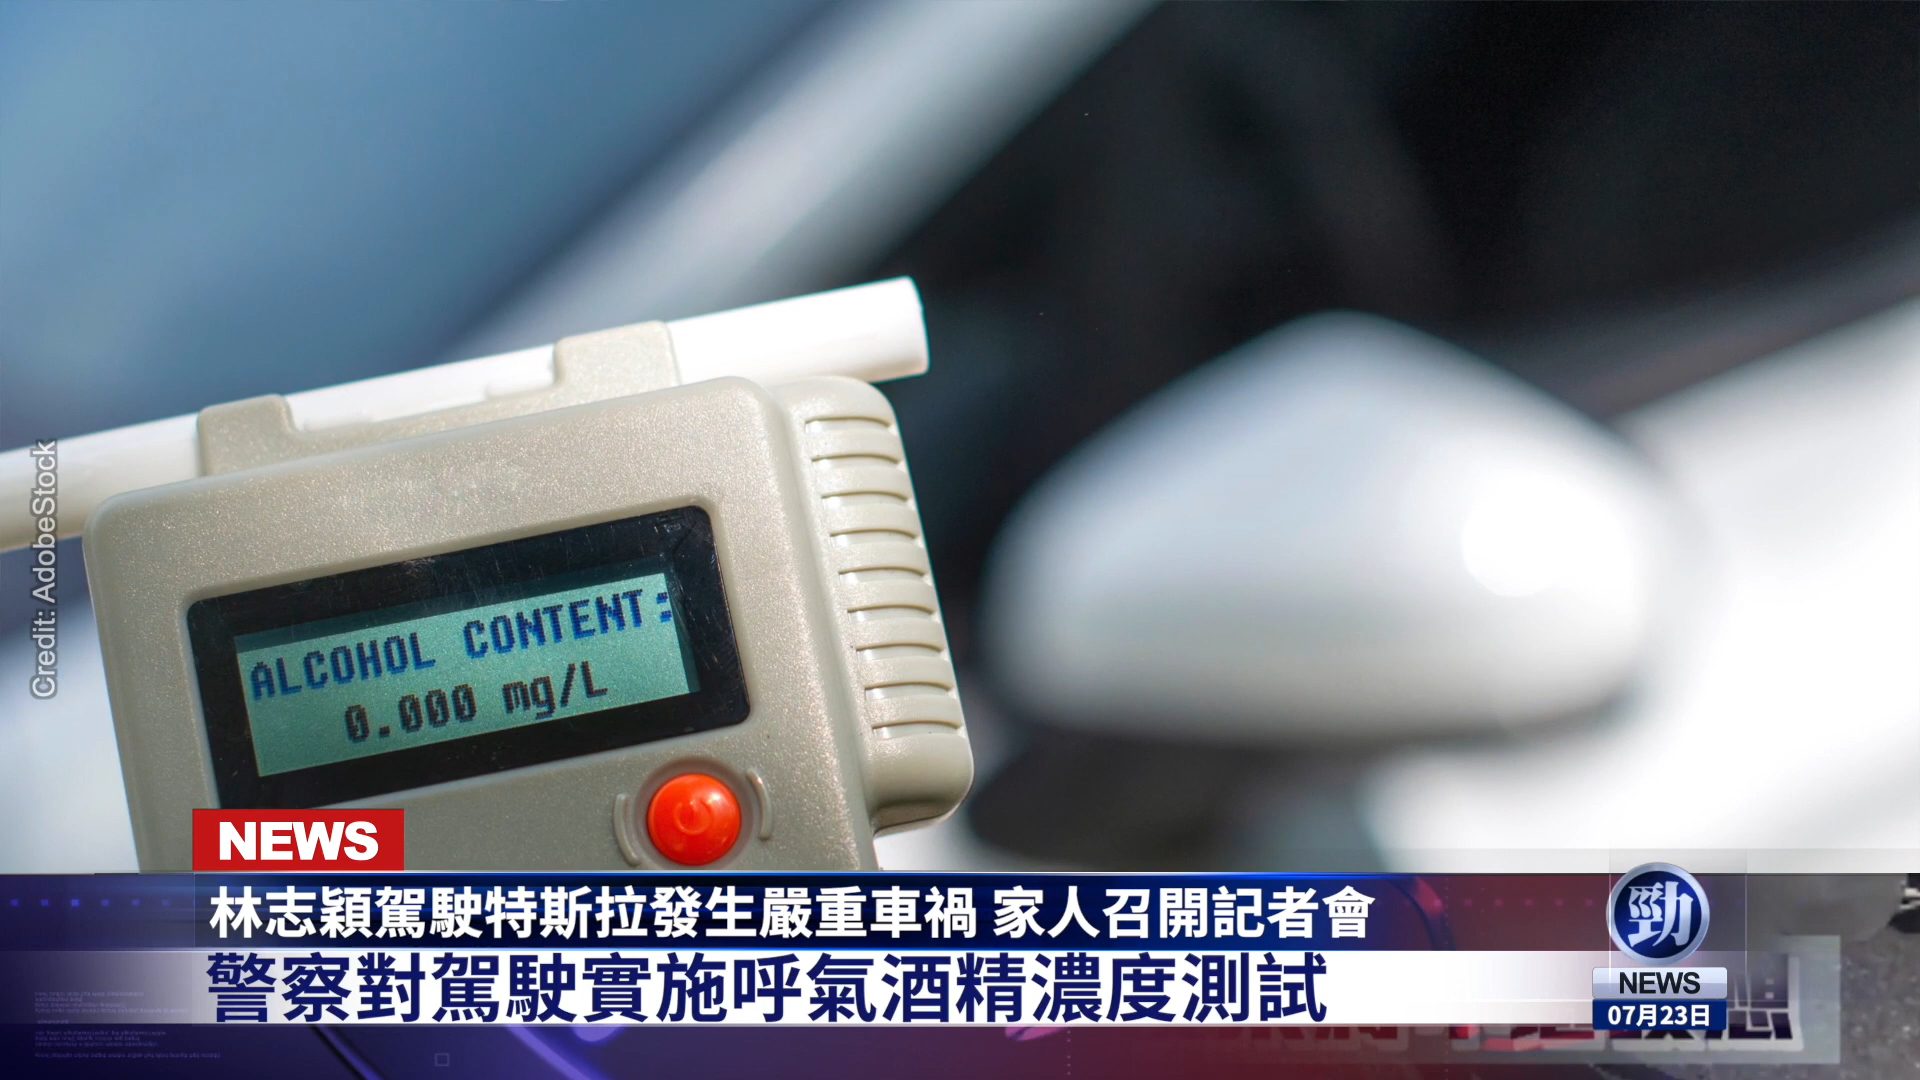 Credit: AdobeStock
ALCOHOL CONTENT:
0.000 mg/L
NEWS
林志穎駕駛特斯拉發生嚴重車禍 家人召開記者會
警察對駕駛實施呼氣酒精濃度測試
勁
NEWS
07月23日